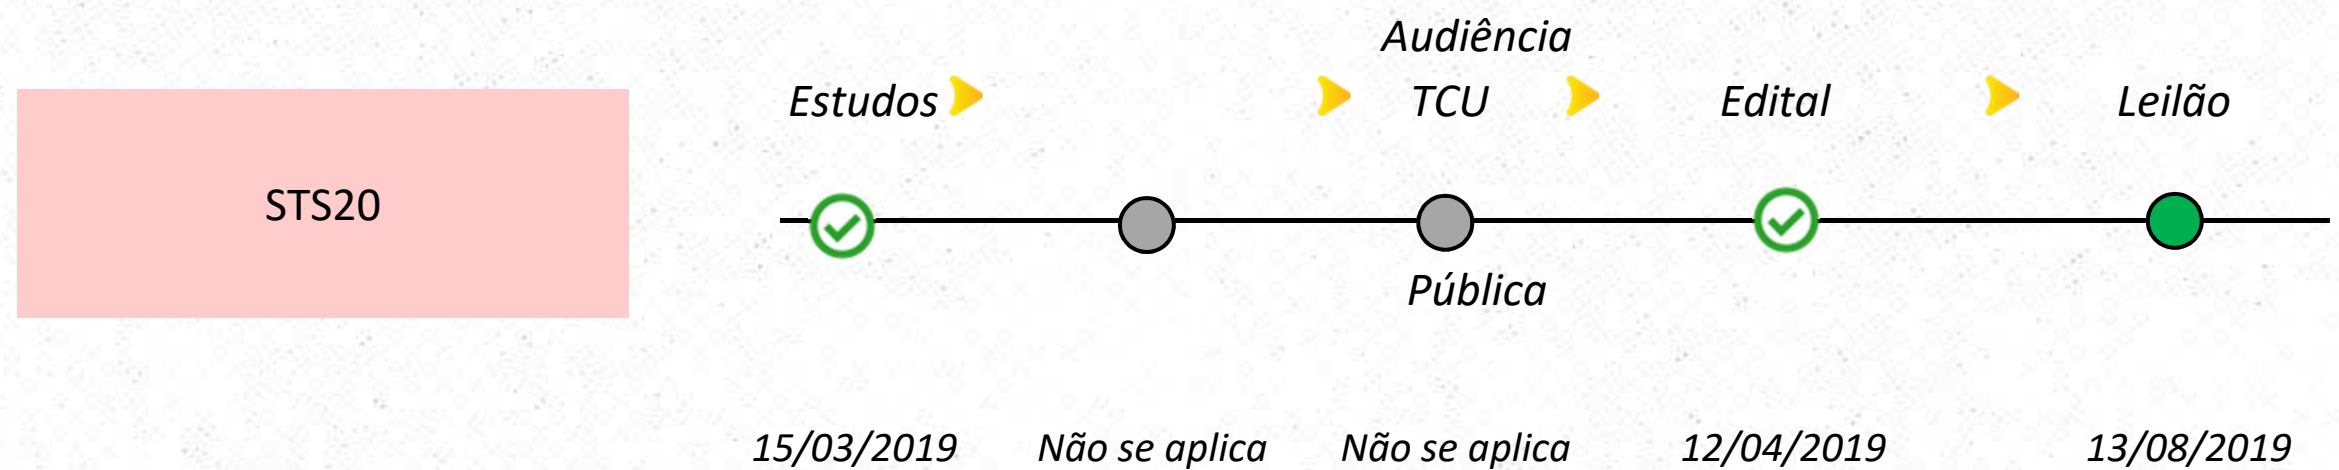 Audiência
Estudos TCU Edital Leilão
STS20
Pública
15/03/2019 Não se aplica Não se aplica 12/04/2019 13/08/2019